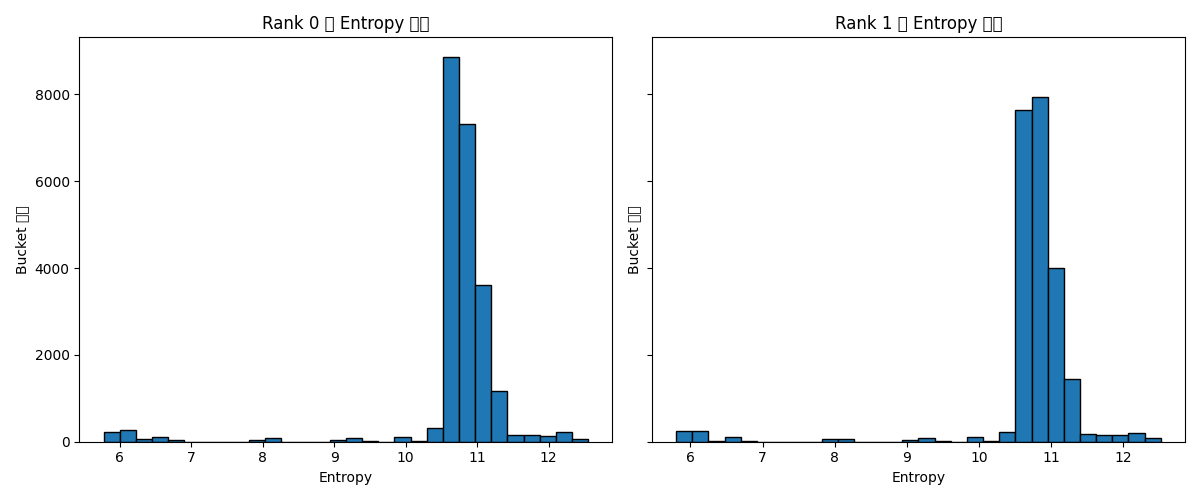 Rank 0 Entropy
Bucket
8000
6000
4000
2000
0
6 7 8 9 10 11 12
Entropy
Rank 1 Entropy
Bucket
6 7 8 9 10 11 12
Entropy